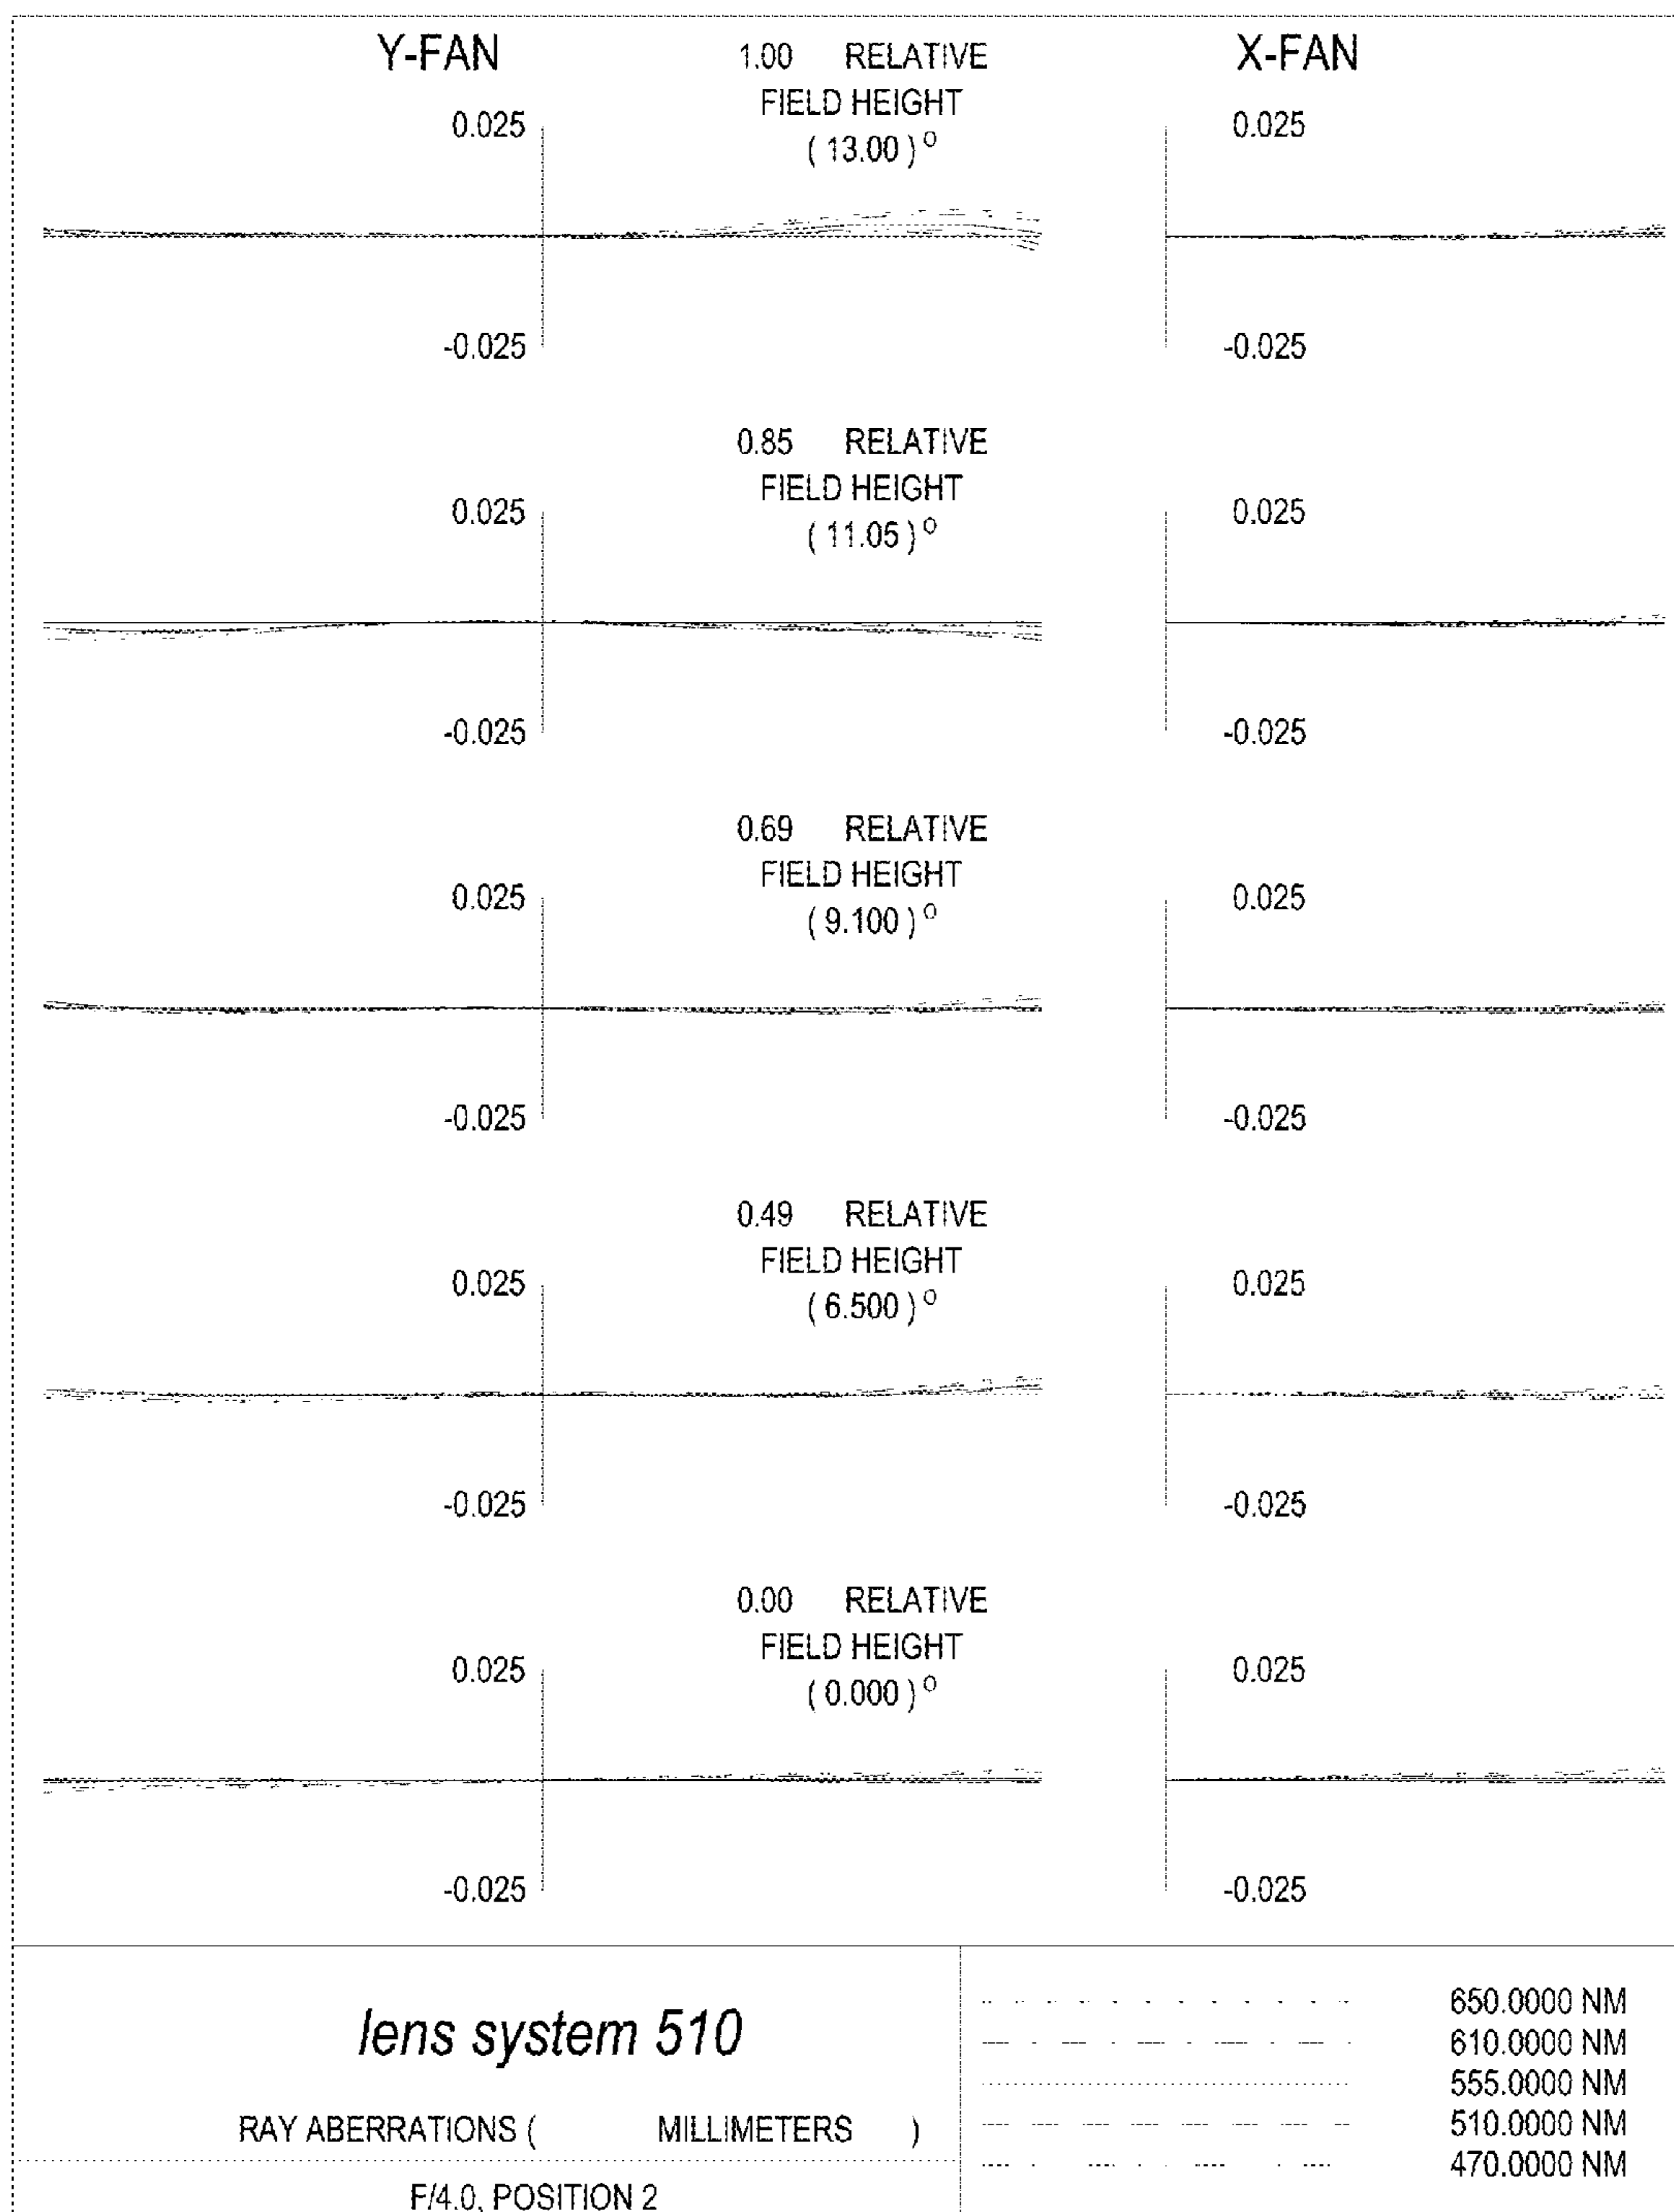 Y-FAN
1.00 RELATIVE
FIELD HEIGHT
( 13.00 ) O
X-FAN
0.025
0.025
-0.025
-0.025
0.85 RELATIVE
FIELD HEIGHT
( 11.05 ) O
0.025
0.025
-0.025
-0.025
0.69 RELATIVE
FIELD HEIGHT
( 9.100 ) O
0.025
0.025
-0.025
-0.025
0.49 RELATIVE
FIELD HEIGHT
( 6.500 ) O
0.025
0.025
-0.025
-0.025
0.00 RELATIVE
FIELD HEIGHT
( 0.000 ) O
0.025
0.025
-0.025
-0.025
lens system 510
RAY ABERRATIONS ( MILLIMETERS )
F/4.0, POSITION 2
650.0000 NM
610.0000 NM
555.0000 NM
510.0000 NM
470.0000 NM